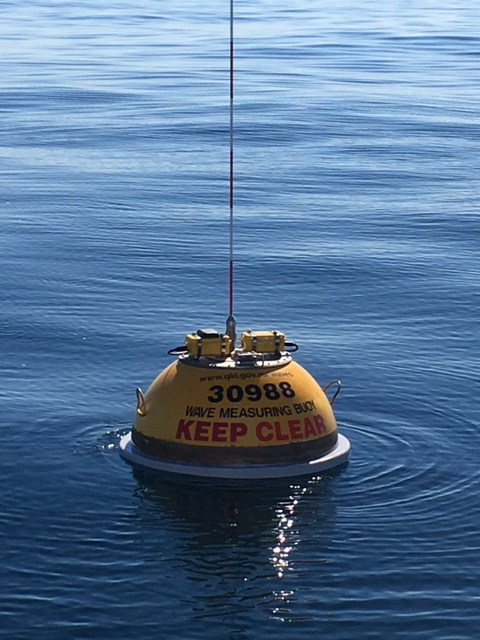 www.qld.gov.au/waves
30988
WAVE MEASURING BUOY
KEEP CLEAR